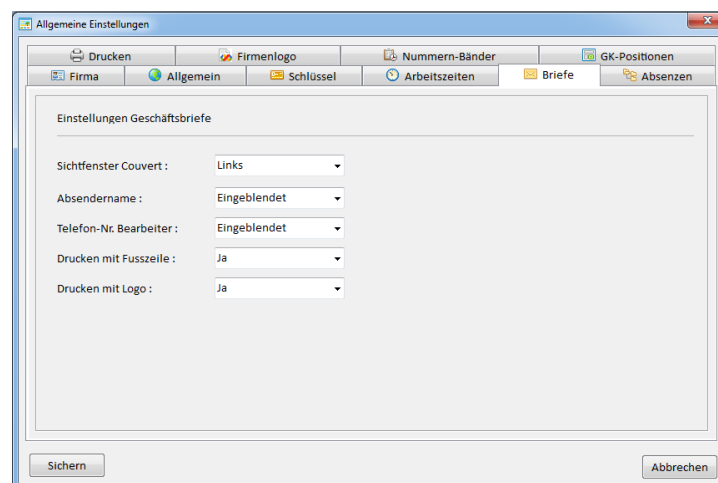 Allgemeine Einstellungen
Drucken Firmenlogo Nummern-Bänder GK-Positionen
Firma Allgemein Schlüssel Arbeitszeiten Briefe Absenzen
Einstellungen Geschäftsbriefe
Sichtfenster Couvert : Links
Absendername : Eingeblendet
Telefon-Nr. Bearbeiter : Eingeblendet
Drucken mit Fusszeile : Ja
Drucken mit Logo : Ja
Sichern Abbrechen